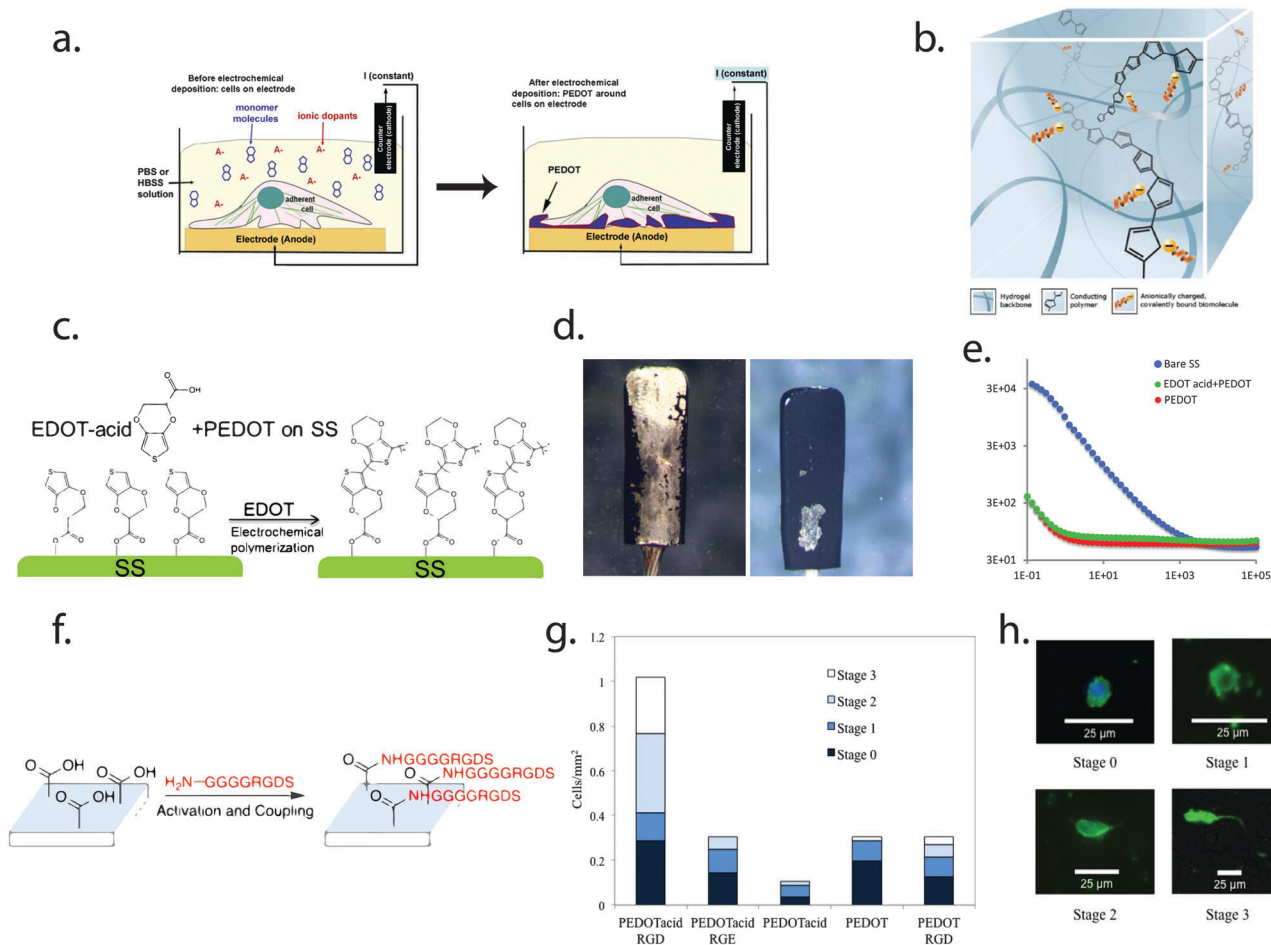 a.
Before electrochemical
deposition: cells on electrode
I (constant)
monomer
molecules
ionic dopants
A-
A-
A-
A-
A-
A-
PBS or
HBSS
solution
adherent
cell
Counter
electrode (cathode)
Electrode (Anode)
After electrochemical
deposition: PEDOT around
cells on electrode
I (constant)
PEDOT
adherent
cell
Counter
electrode (cathode)
Electrode (Anode)
b.
Hydrogel
backbone
Conducting
polymer
Anionically charged,
covalently bound biomolecule
c.
O
OH
O
O
S
EDOT-acid
+PEDOT on SS
EDOT
Electrochemical
polymerization
SS
SS
d.
e.
Bare SS
EDOT acid+PEDOT
PEDOT
3E+04
3E+03
3E+02
3E+01
1E-01
1E+01
1E+03
1E+05
f.
O
OH
O
OH
O
OH
H2N—GGGGRGDS
Activation and Coupling
O
NHGGGGRGDS
O
NHGGGGRGDS
O
NHGGGGRGDS
g.
1.2
1
0.8
0.6
0.4
0.2
0
Cells/mm²
Stage 3
Stage 2
Stage 1
Stage 0
PEDOTacid
RGD
PEDOTacid
RGE
PEDOTacid
PEDOT
PEDOT
RGD
h.
25 µm
Stage 0
25 µm
Stage 1
25 µm
Stage 2
25 µm
Stage 3